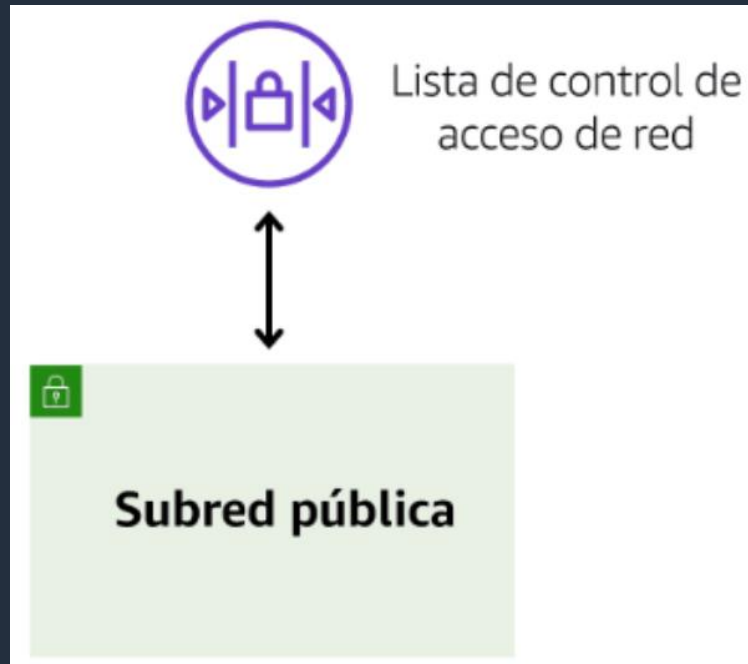 Lista de control de
acceso de red
Subred pública